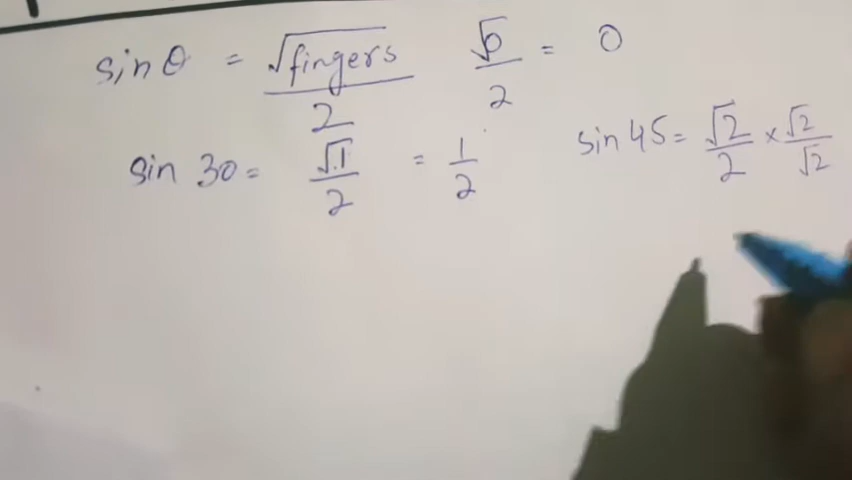 sin θ = √fingers / 2   √0 / 2 = 0
sin 30 = √1 / 2 = 1 / 2   sin 45 = √2 / 2 × √2 / √2